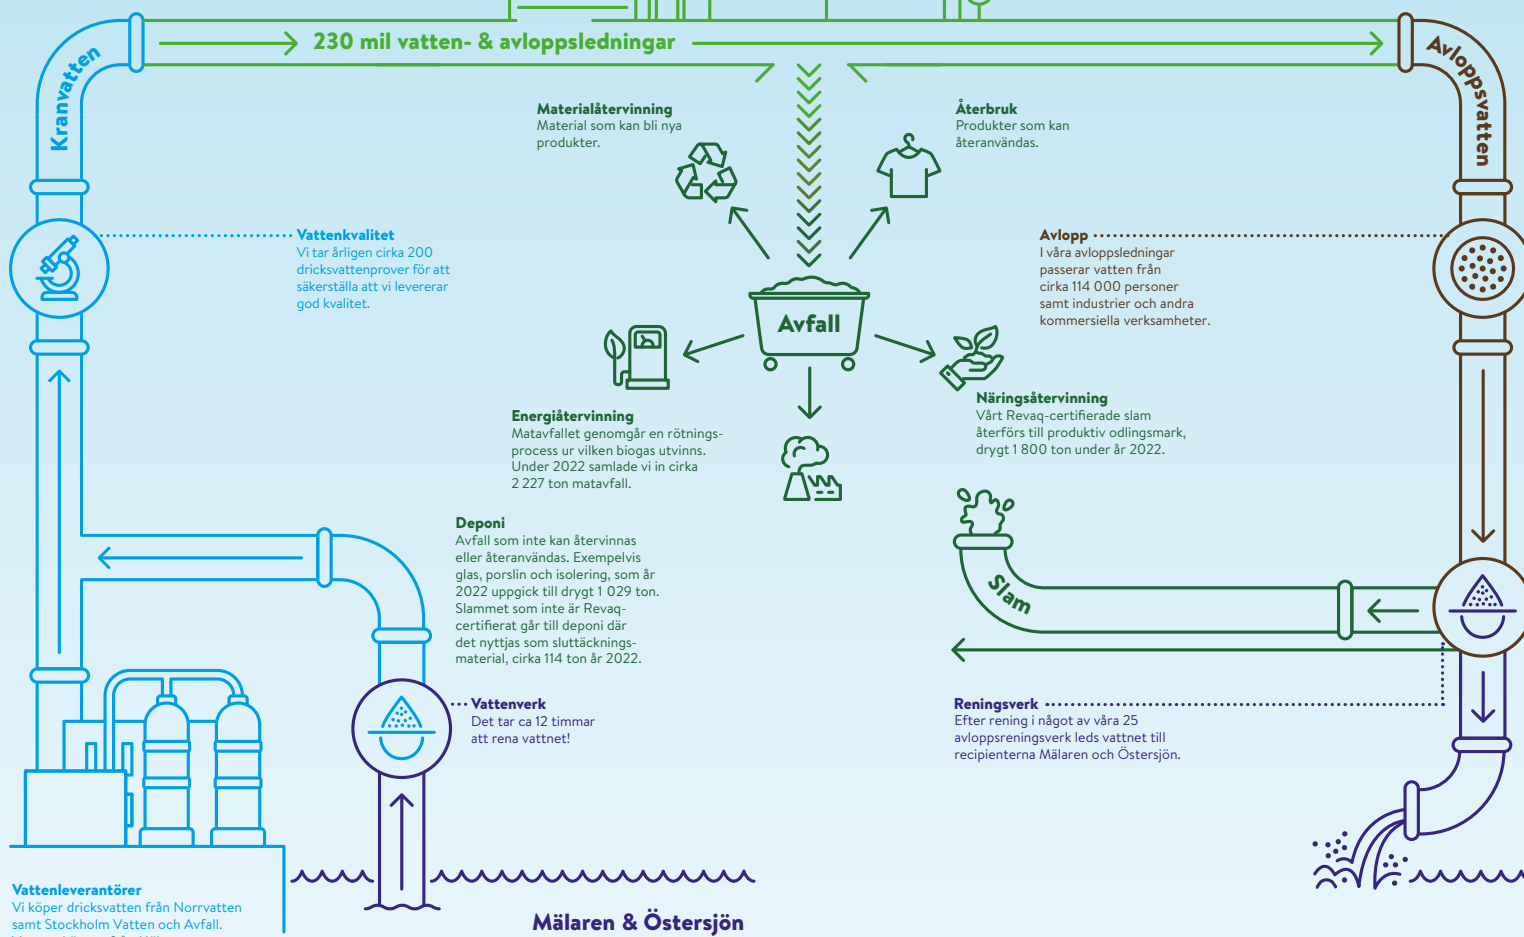 230 mil vatten- & avloppsledningar
Kranvatten
Avloppsvatten
Materialåtervinning
Material som kan bli nya
produkter.
Återbruk
Produkter som kan
återanvändas.
Vattenkvalitet
Vi tar årligen cirka 200
dricksvattenprover för att
säkerställa att vi levererar
god kvalitet.
Avlopp
I våra avloppsledningar
passerar vatten från
cirka 114 000 personer
samt industrier och andra
kommersiella verksamheter.
Avfall
Energiåtervinning
Matavfallet genomgår en rötnings-
process ur vilken biogas utvinns.
Under 2022 samlade vi in cirka
2 227 ton matavfall.
Näringsåtervinning
Vårt Revaq-certifierade slam
återförs till produktiv odlingsmark,
drygt 1 800 ton under år 2022.
Deponi
Avfall som inte kan återvinnas
eller återanvändas. Exempelvis
glas, porslin och isolering, som år
2022 uppgick till drygt 1 029 ton.
Slammet som inte är Revaq-
certifierat går till deponi där
det nyttjas som sluttäcknings-
material, cirka 114 ton år 2022.
Slam
Vattenverk
Det tar ca 12 timmar
att rena vattnet!
Reningsverk
Efter rening i något av våra 25
avloppsreningsverk leds vattnet till
recipienterna Mälaren och Östersjön.
Vattenleverantörer
Vi köper dricksvatten från Norrvatten
samt Stockholm Vatten och Avfall.
Mälaren & Östersjön